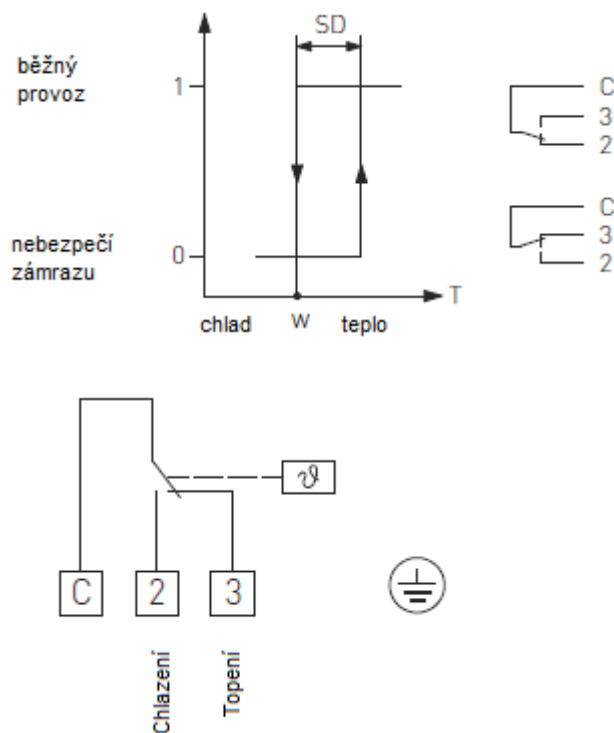 SD
běžný
provoz
1
C
3
2
nebezpečí
zámrazu
0
C
3
2
T
chlad W teplo
ϑ
C 2 3
Chlazení
Topení